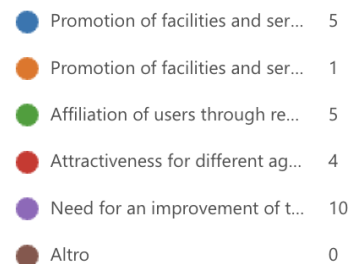 Promotion of facilities and ser... 5
Promotion of facilities and ser... 1
Affiliation of users through re... 5
Attractiveness for different ag... 4
Need for an improvement of t... 10
Altro 0